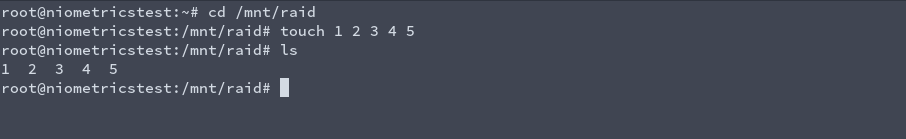 root@niometricstest:~# cd /mnt/raid
root@niometricstest:/mnt/raid# touch 1 2 3 4 5
root@niometricstest:/mnt/raid# ls
1  2  3  4  5
root@niometricstest:/mnt/raid#